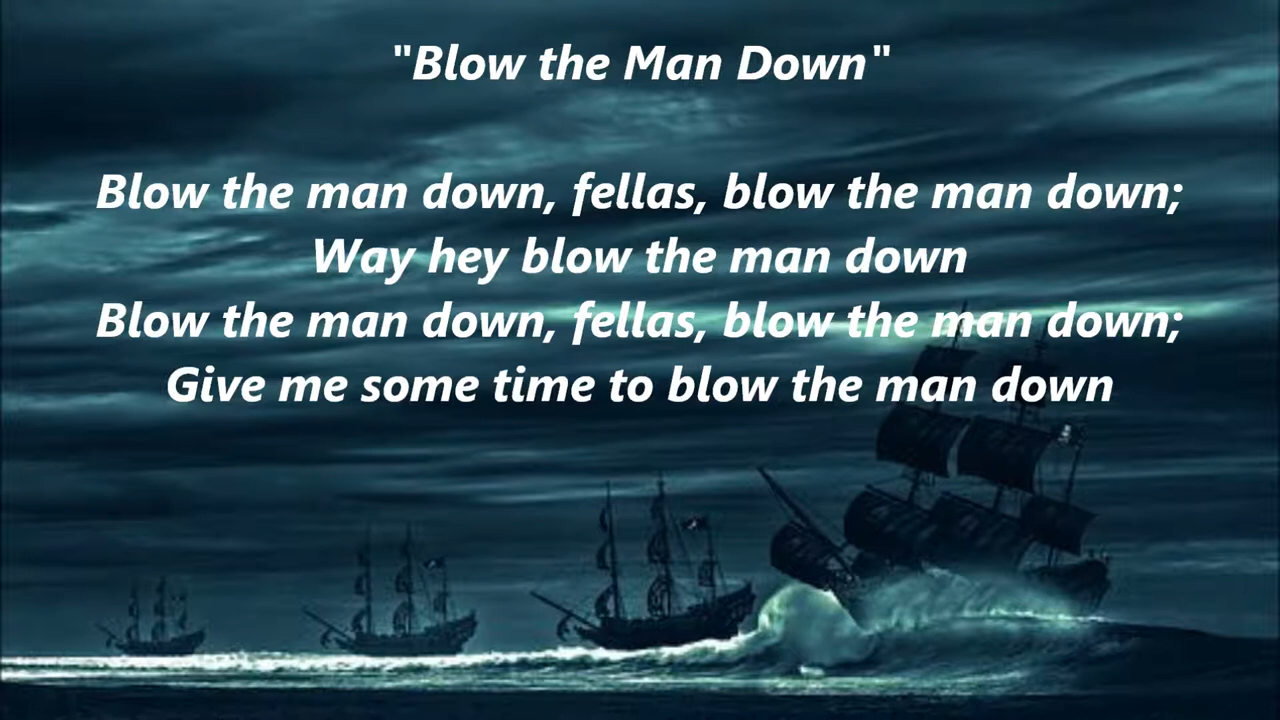 "Blow the Man Down"
Blow the man down, fellas, blow the man down;
Way hey blow the man down
Blow the man down, fellas, blow the man down;
Give me some time to blow the man down